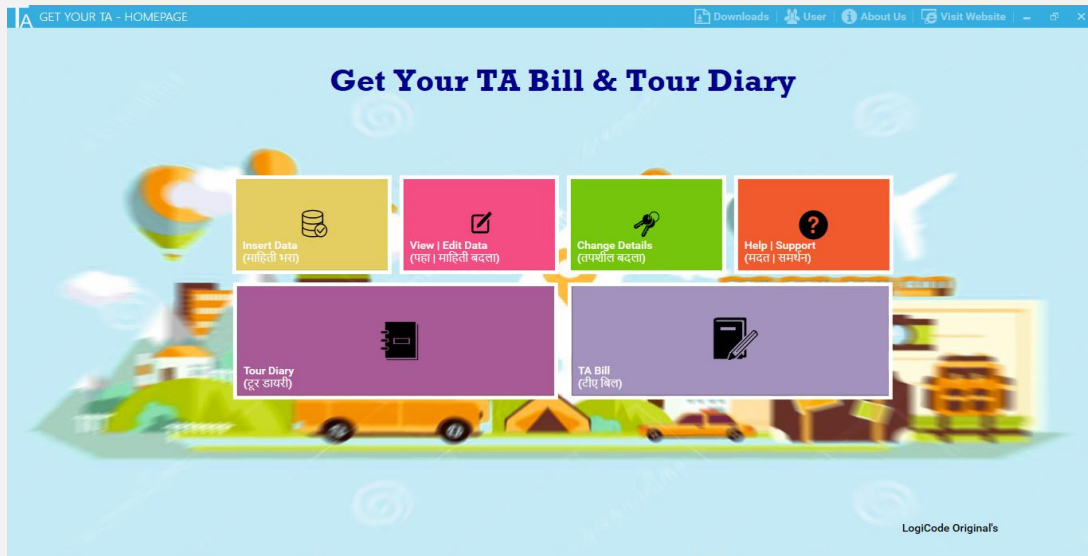 TA GET YOUR TA - HOMEPAGE
Downloads | User | About Us | Visit Website
Get Your TA Bill & Tour Diary
Insert Data
(माहिती भरा)
View | Edit Data
(पहा | माहिती बदला)
Change Details
(तपशील बदला)
Help | Support
(मदत | समर्थन)
Tour Diary
(टूर डायरी)
TA Bill
(टीए बिल)
LogiCode Original's